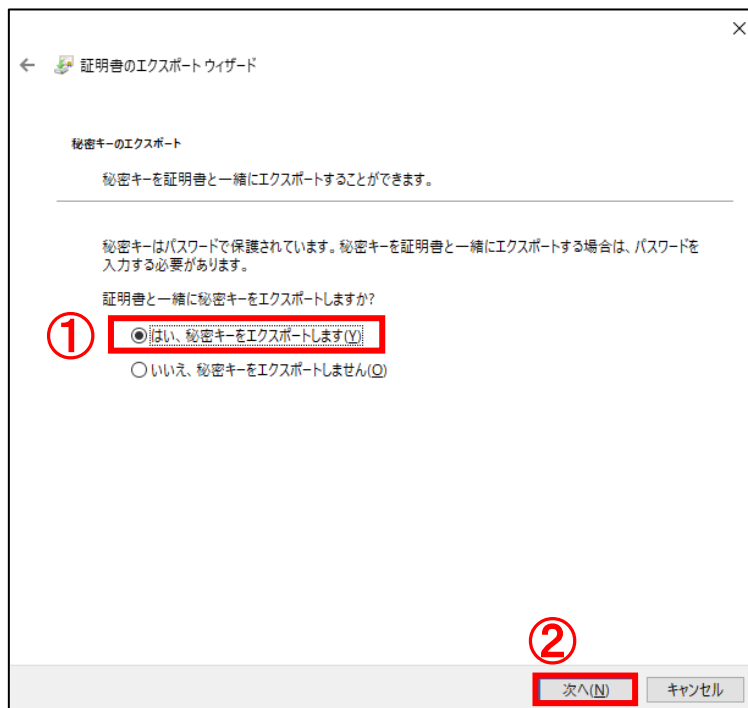 証明書のエクスポート ウィザード
秘密キーのエクスポート
秘密キーを証明書と一緒にエクスポートすることができます。
秘密キーはパスワードで保護されています。秘密キーを証明書と一緒にエクスポートする場合は、パスワードを
入力する必要があります。
証明書と一緒に秘密キーをエクスポートしますか?
① はい、秘密キーをエクスポートします(Y)
いいえ、秘密キーをエクスポートしません(O)
②
次へ(N) キャンセル